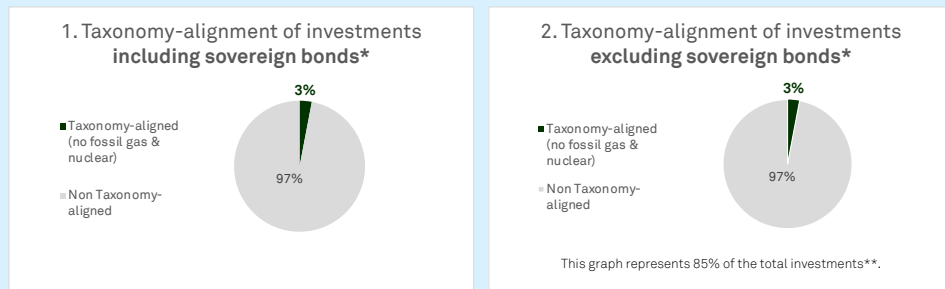 1. Taxonomy-alignment of investments
including sovereign bonds*
3%
Taxonomy-aligned
(no fossil gas &
nuclear)
97%
Non Taxonomy-
aligned
2. Taxonomy-alignment of investments
excluding sovereign bonds*
3%
Taxonomy-aligned
(no fossil gas &
nuclear)
97%
Non Taxonomy-
aligned
This graph represents 85% of the total investments**.